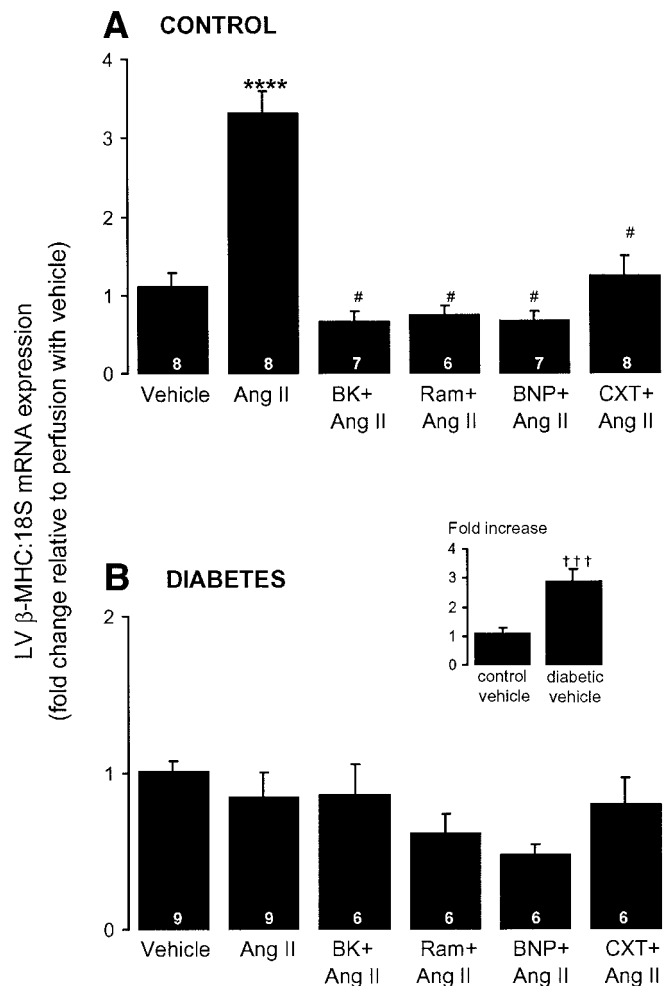 A CONTROL
LV β-MHC:18S mRNA expression
(fold change relative to perfusion with vehicle)
4
3
2
1
0
****
#
#
#
#
8 8 7 6 7 8
Vehicle Ang II BK+ Ram+ BNP+ CXT+
Ang II Ang II Ang II Ang II
B DIABETES
Fold increase
4
3
2
1
0
†††
control diabetic
vehicle vehicle
2
1
0
9 9 6 6 6 6
Vehicle Ang II BK+ Ram+ BNP+ CXT+
Ang II Ang II Ang II Ang II